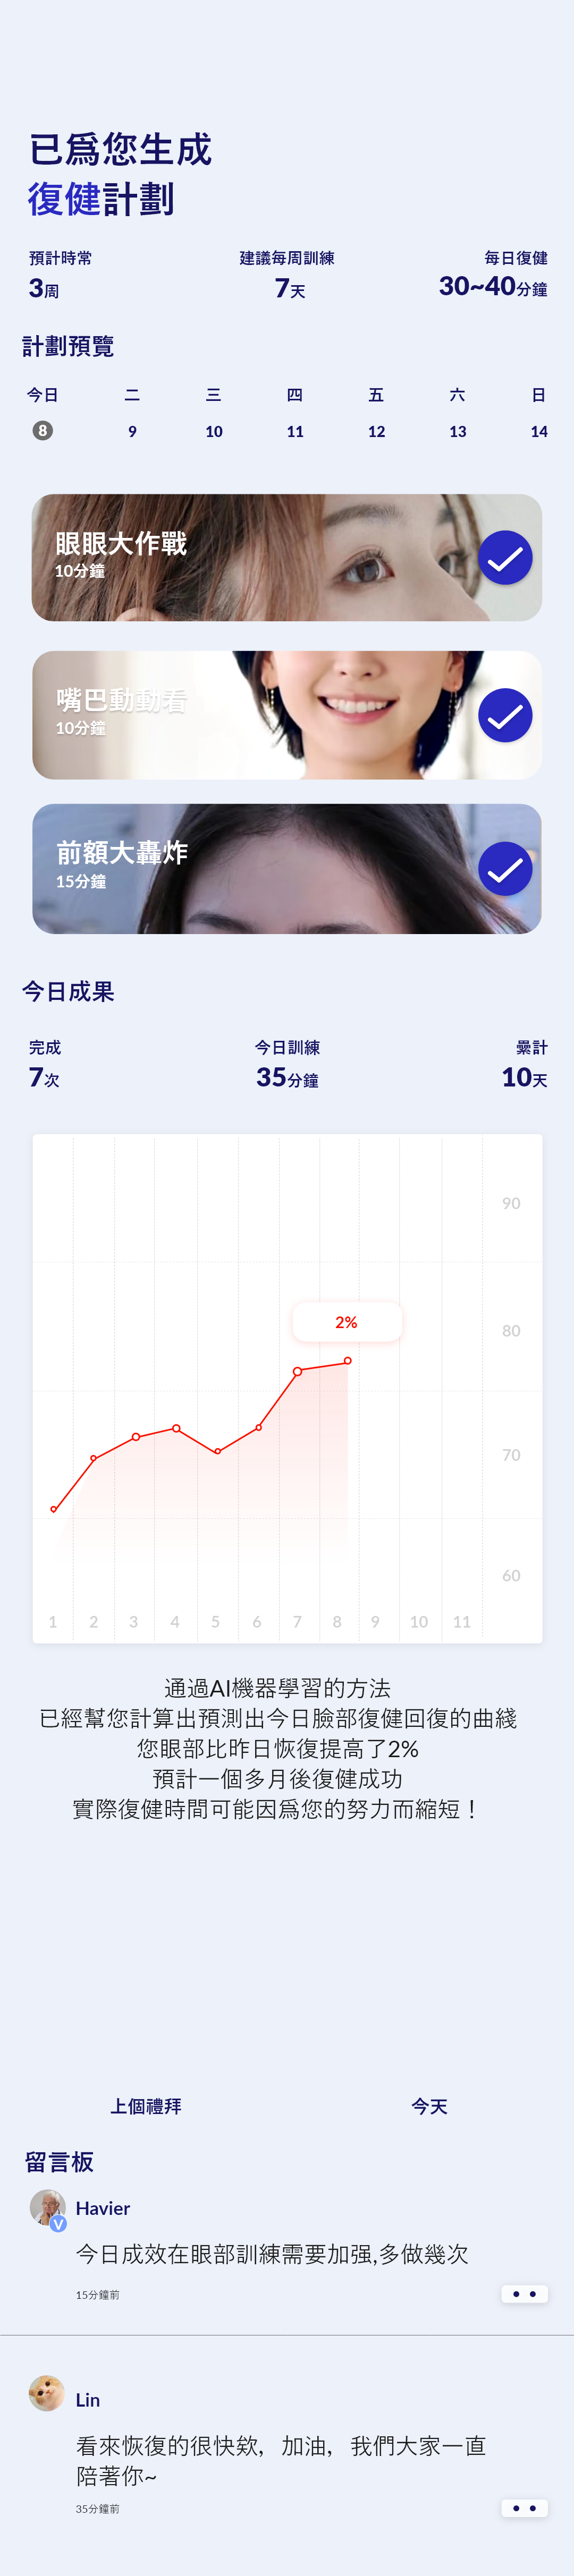 已爲您生成
復健計劃
預計時常 建議每周訓練 每日復健
3周 7天 30~40分鐘
計劃預覽
今日 二 三 四 五 六 日
8 9 10 11 12 13 14
眼眼大作戰
10分鐘
嘴巴動動看
10分鐘
前額大轟炸
15分鐘
今日成果
完成 今日訓練 纍計
7次 35分鐘 10天
90
2%
80
70
60
1 2 3 4 5 6 7 8 9 10 11
通過AI機器學習的方法
已經幫您計算出預測出今日臉部復健回復的曲綫
您眼部比昨日恢復提高了2%
預計一個多月後復健成功
實際復健時間可能因爲您的努力而縮短！
上個禮拜 今天
留言板
Havier
V
今日成效在眼部訓練需要加强,多做幾次
15分鐘前
Lin
看來恢復的很快欸，加油，我們大家一直
陪著你~
35分鐘前